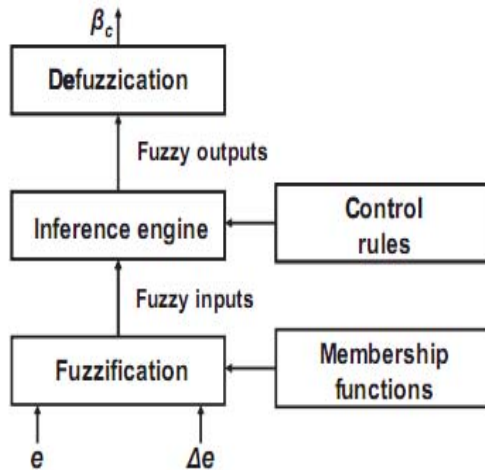 βc
Defuzzication
Fuzzy outputs
Inference engine
Control
rules
Fuzzy inputs
Fuzzification
Membership
functions
e
Δe